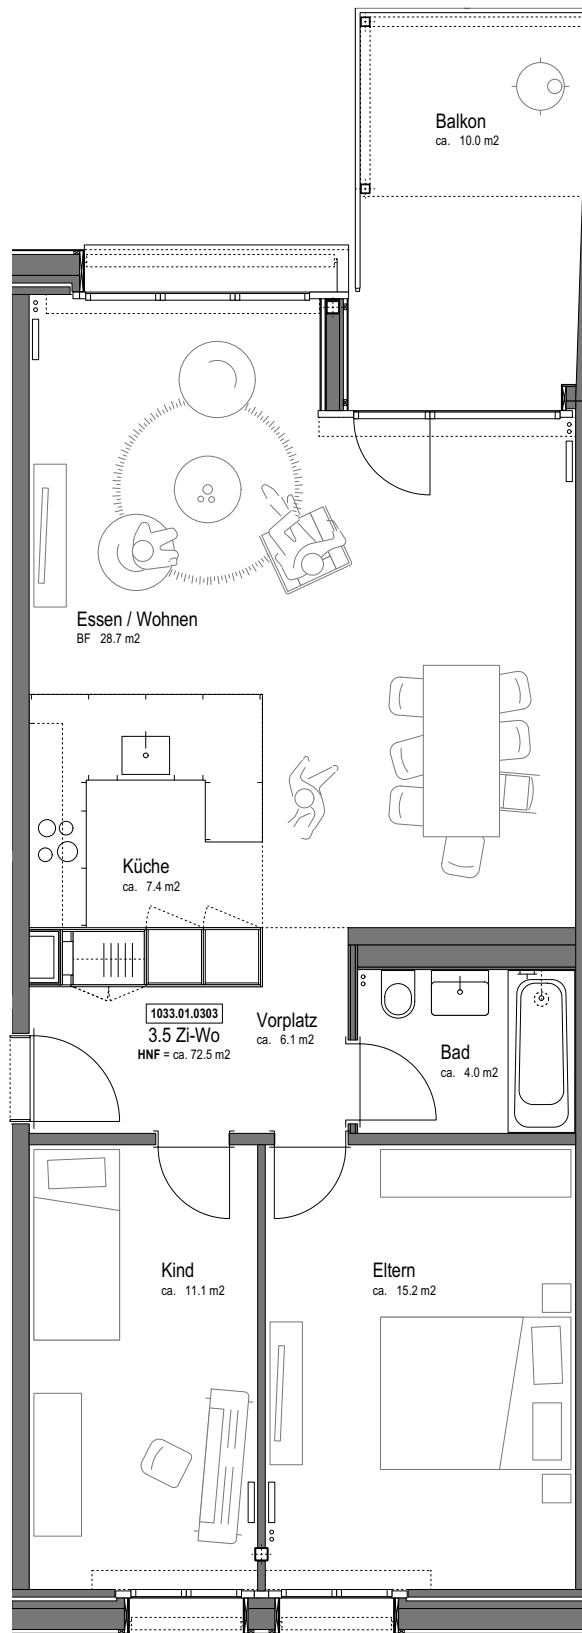 Balkon
ca. 10.0 m2
Essen / Wohnen
BF 28.7 m2
Küche
ca. 7.4 m2
1033.01.0303
3.5 Zi-Wo
HNF = ca. 72.5 m2
Vorplatz
ca. 6.1 m2
Bad
ca. 4.0 m2
Kind
ca. 11.1 m2
Eltern
ca. 15.2 m2